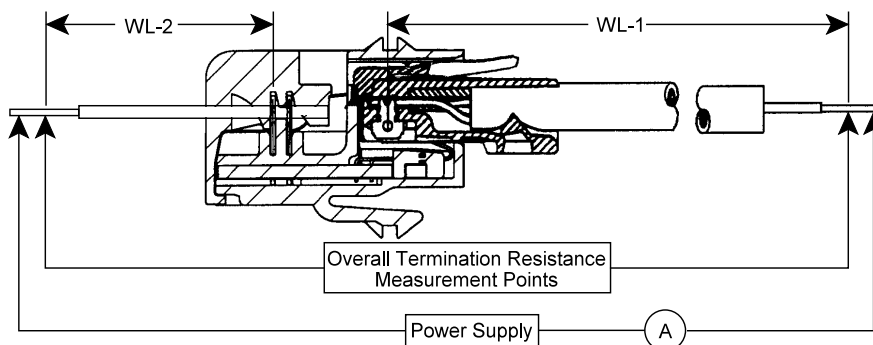 WL-2
WL-1
Overall Termination Resistance
Measurement Points
Power Supply
A